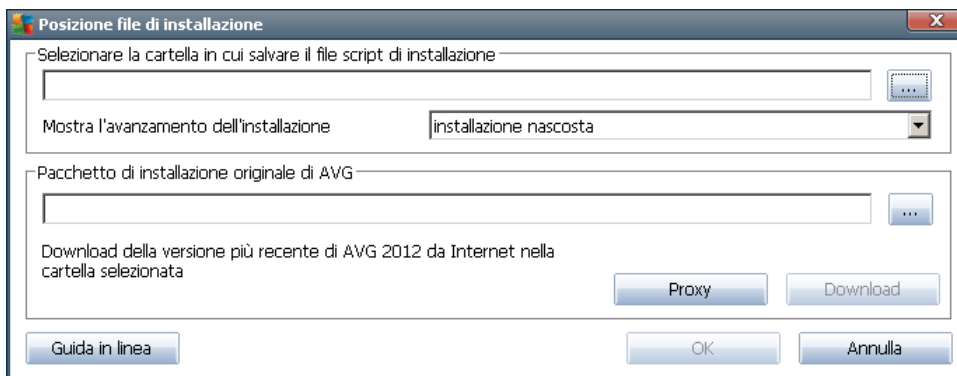 Posizione file di installazione
Selezionare la cartella in cui salvare il file script di installazione
...
Mostra l'avanzamento dell'installazione
installazione nascosta
Pacchetto di installazione originale di AVG
...
Download della versione più recente di AVG 2012 da Internet nella
cartella selezionata
Proxy
Download
Guida in linea
OK
Annulla